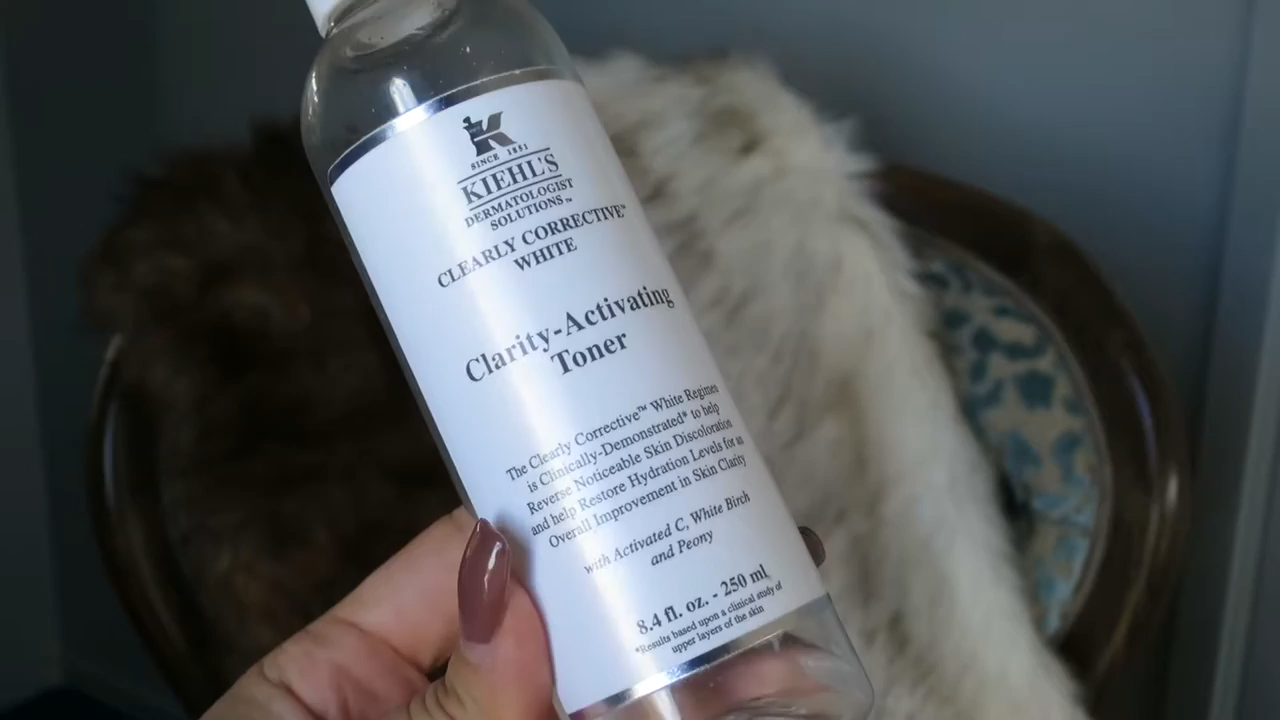 K
SINCE 1851
KIEHL'S
DERMATOLOGIST
SOLUTIONS™
CLEARLY CORRECTIVE™
WHITE
Clarity-Activating
Toner
The Clearly Corrective™ White Regimen
is Clinically-Demonstrated* to help
Reverse Noticeable Skin Discoloration
and help Restore Hydration Levels for an
Overall Improvement in Skin Clarity
with Activated C, White Birch
and Peony
8.4 fl. oz. - 250 ml
*Results based upon a clinical study of
upper layers of the skin